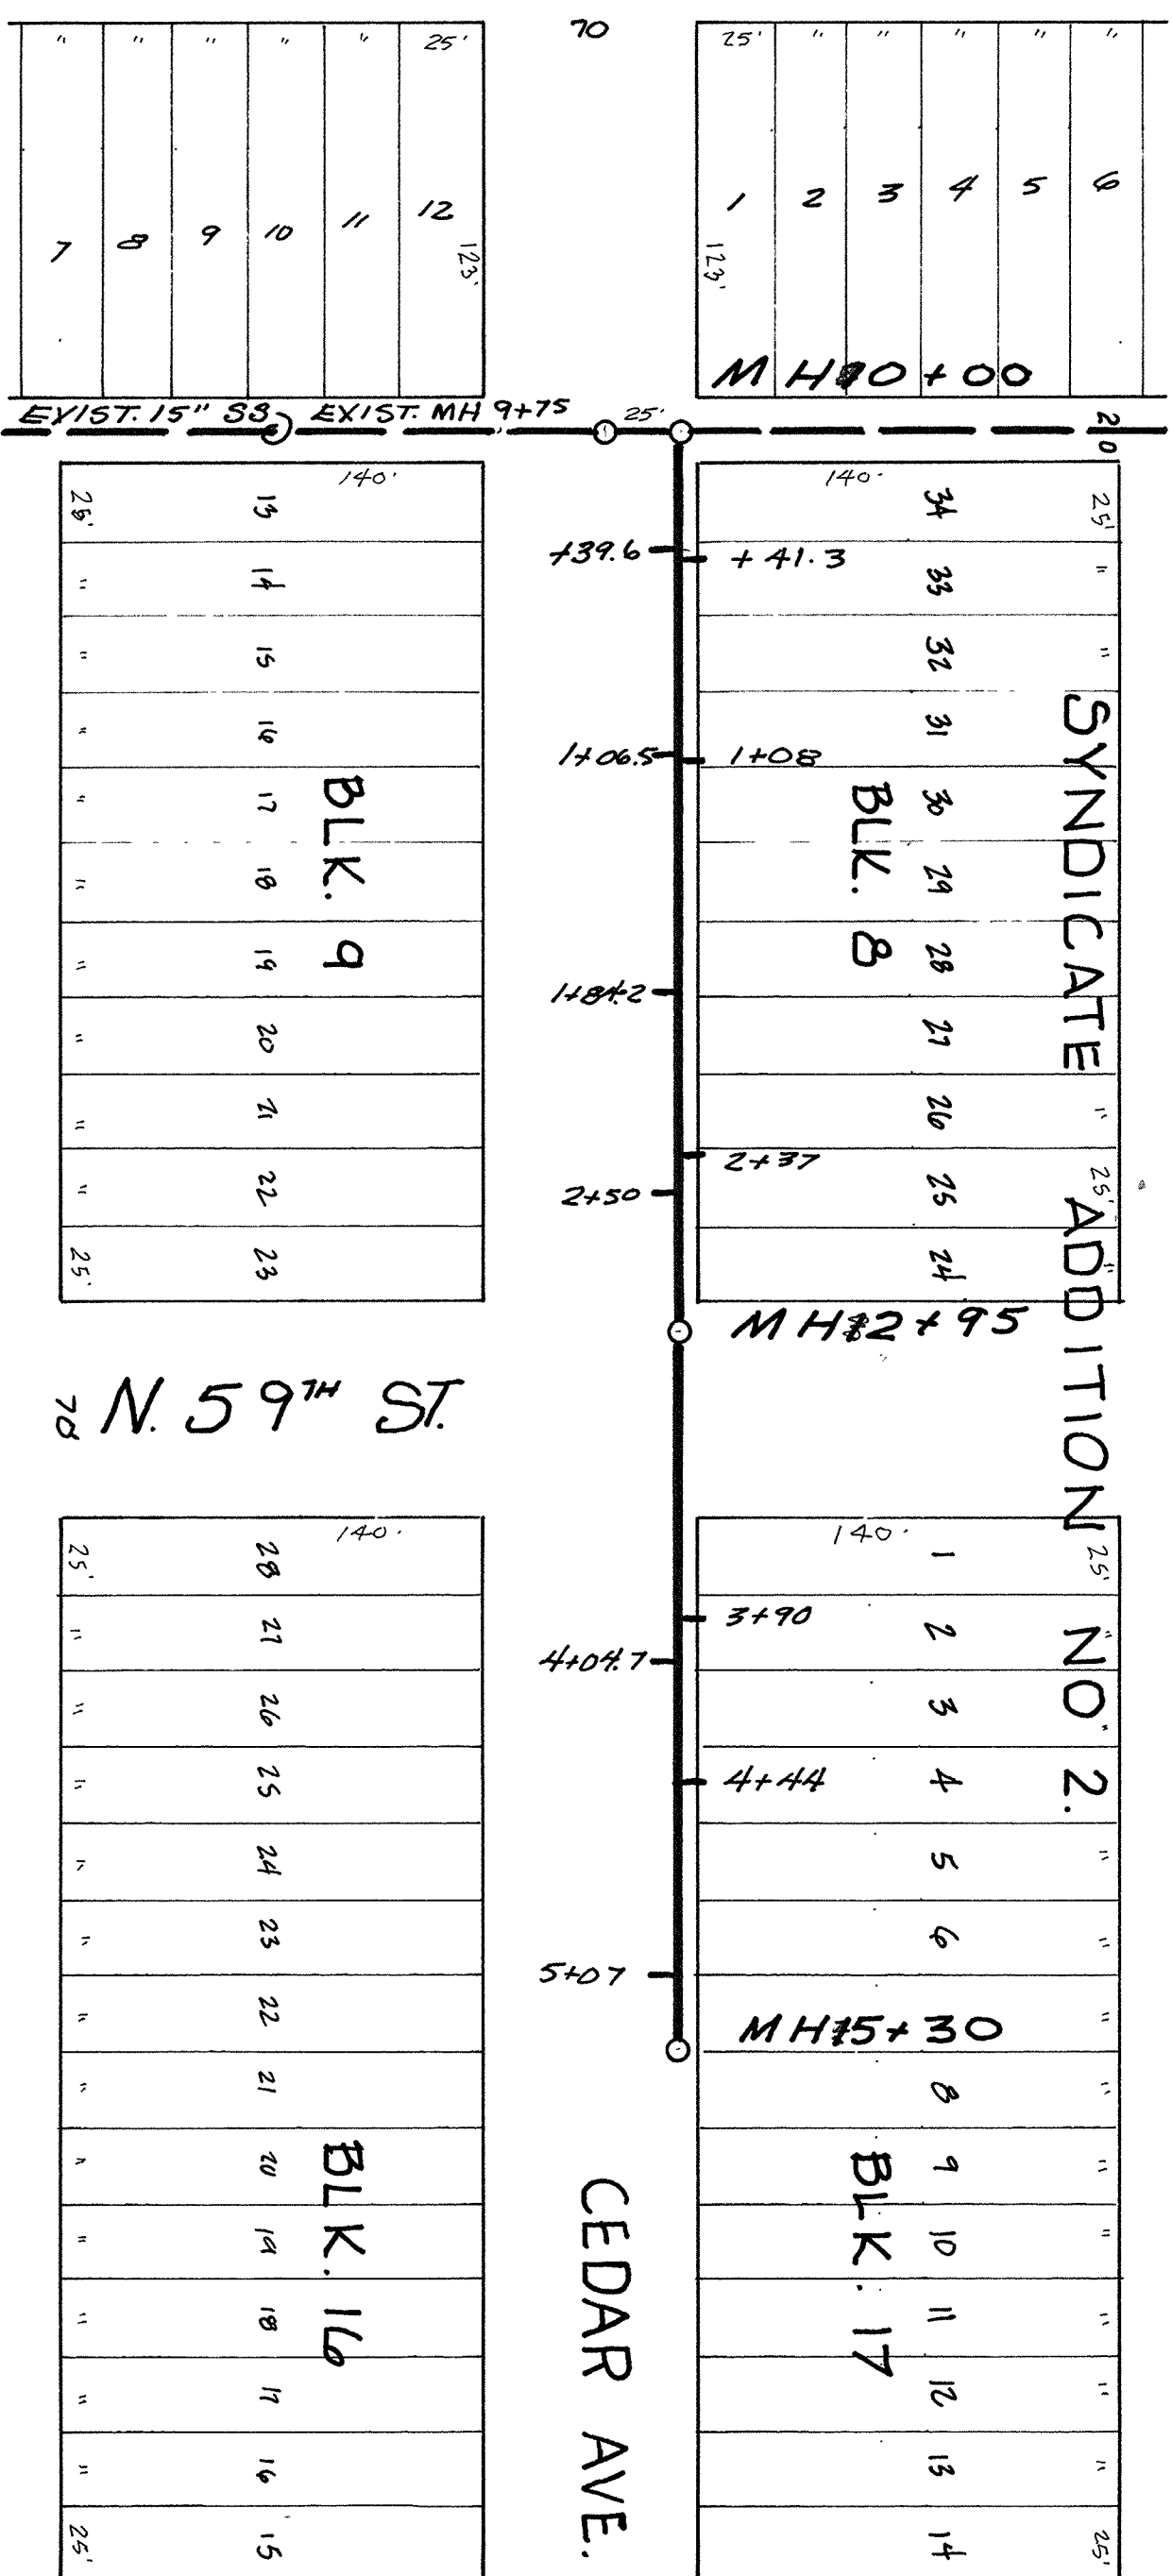 " " " " " 25' 70 25' " " " " "
7 8 9 10 11 12 1 2 3 4 5 6
123' 123'
MH 0+00
EXIST. 15" SS EXIST. MH 9+75 25' 20
140' 140'
25' 13 34 25'
+39.6 +41.3
" 14 33 "
" 15 32 "
" 16 31
1+06.5 1+08
" 17 30
" 18 29
" 19 28
1+84.2
" 20 27
" 21 26 "
2+37
" 22 25 25'
2+50
25' 23 24 "
BLK. 9
BLK. 8
SYNDICATE ADDITION NO. 2.
MH 2+95
70 N. 59TH ST.
140' 140'
25' 28 1 25'
3+90
" 27 2 "
4+04.7
" 26 3
4+44
" 25 4
" 24 5 "
" 23 6 "
5+07
" 22 "
MH 5+30
" 21 8 "
" 20 9 "
" 19 10 "
" 18 11 "
" 17 12 "
" 16 13 "
25' 15 14 25'
BLK. 16
CEDAR AVE.
BLK. 17